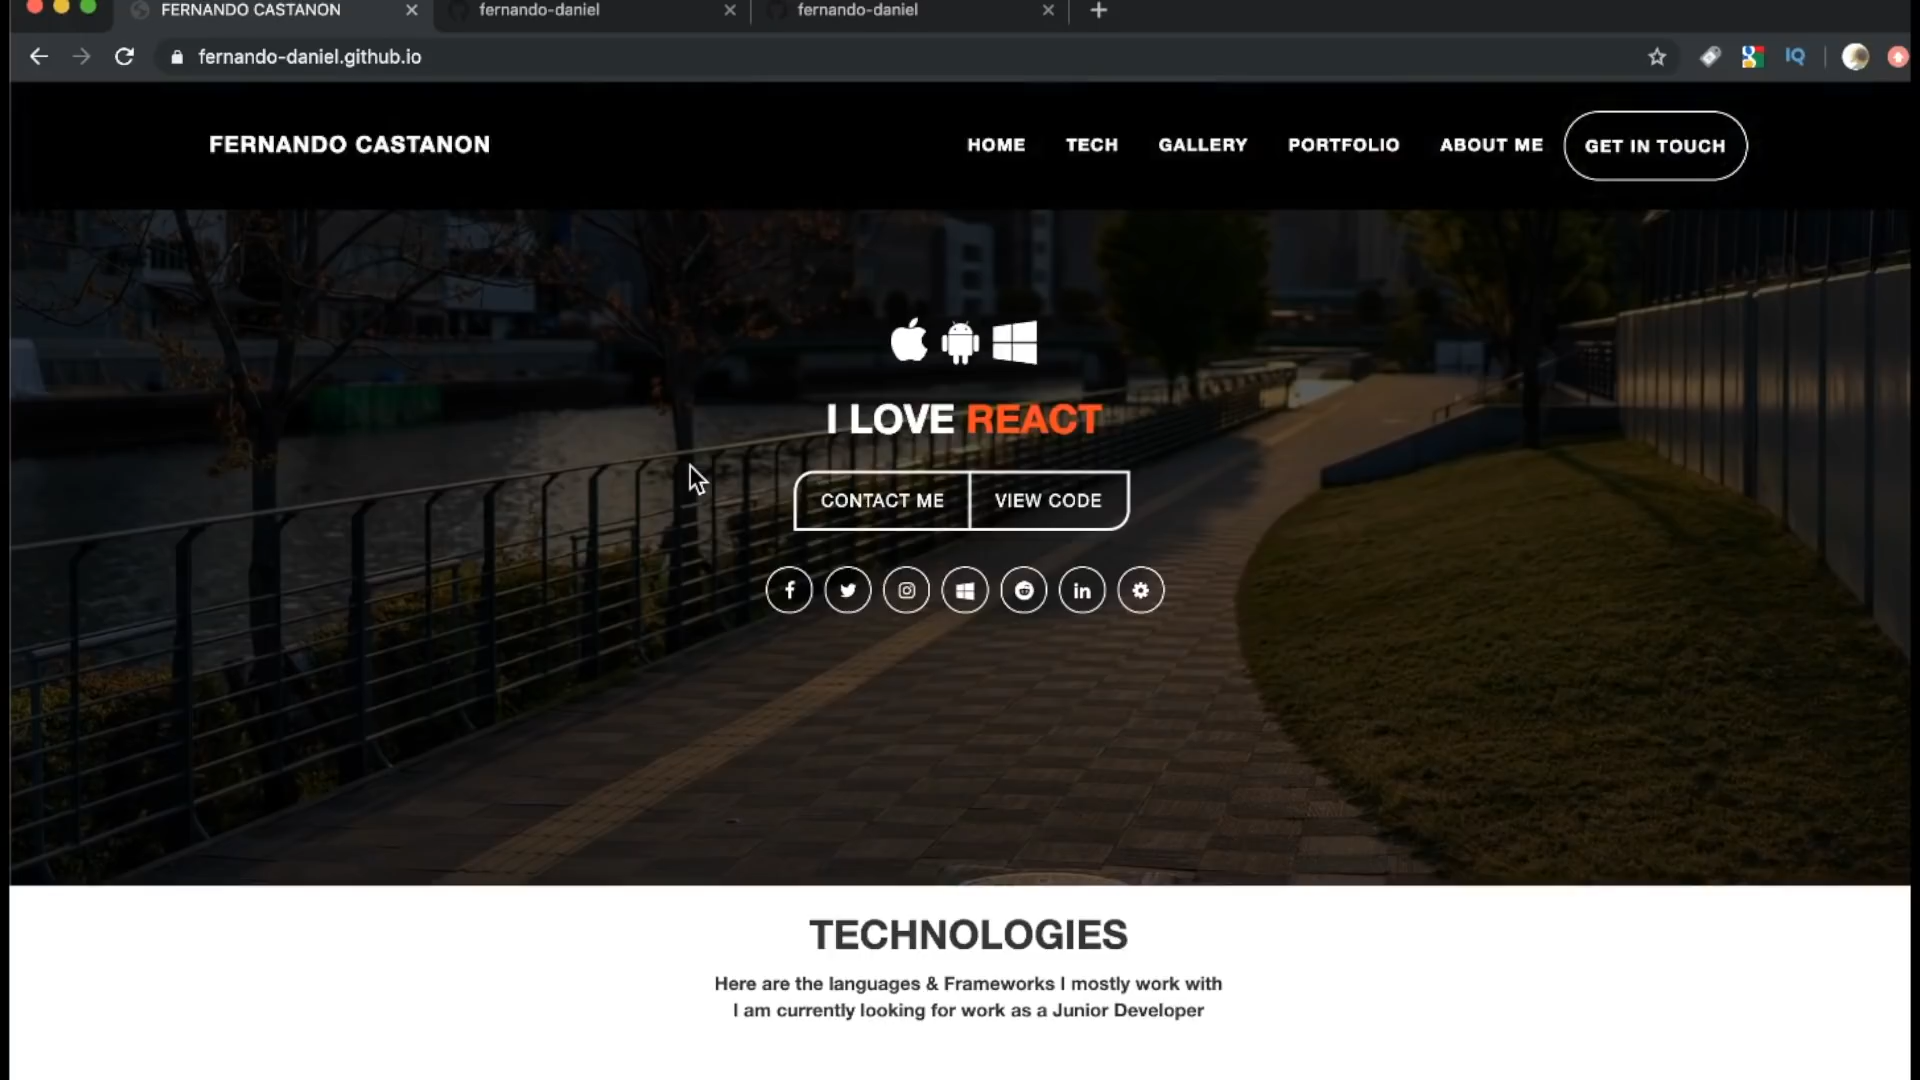 FERNANDO CASTANON
fernando-daniel
fernando-daniel
fernando-daniel.github.io
IQ
FERNANDO CASTANON
HOME TECH GALLERY PORTFOLIO ABOUT ME GET IN TOUCH
I LOVE REACT
CONTACT ME VIEW CODE
TECHNOLOGIES
Here are the languages & Frameworks I mostly work with
I am currently looking for work as a Junior Developer